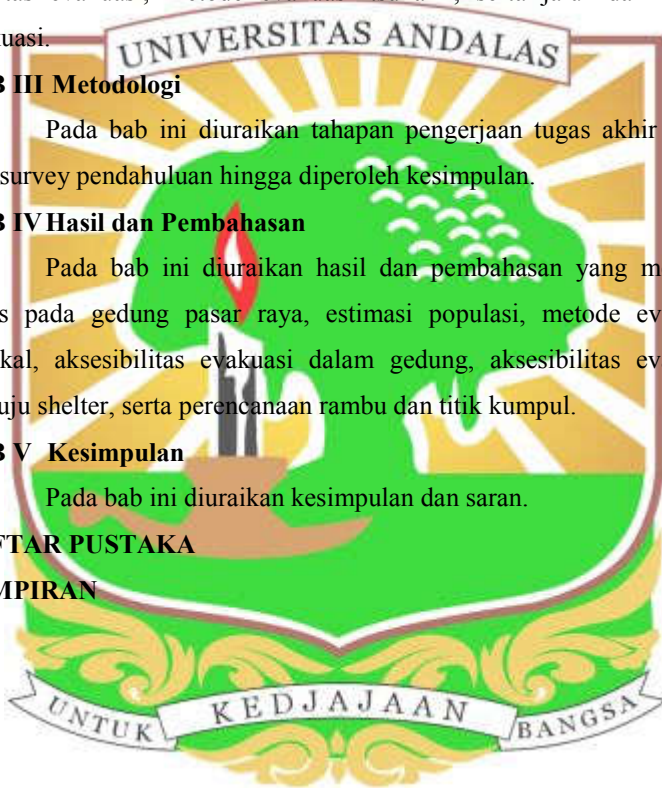 kuasi.
UNIVERSITAS ANDALAS
B III Metodologi
Pada bab ini diuraikan tahapan pengerjaan tugas akhir
survey pendahuluan hingga diperoleh kesimpulan.
B IV Hasil dan Pembahasan
Pada bab ini diuraikan hasil dan pembahasan yang m
s pada gedung pasar raya, estimasi populasi, metode ev
kal, aksesibilitas evakuasi dalam gedung, aksesibilitas ev
uju shelter, serta perencanaan rambu dan titik kumpul.
B V Kesimpulan
Pada bab ini diuraikan kesimpulan dan saran.
FTAR PUSTAKA
MPIRAN
UNTUK KEDJAJAAN BANGSA